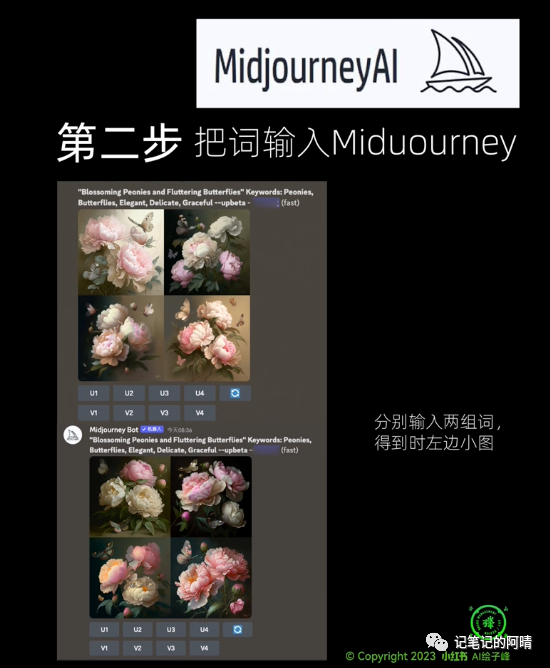 MidjourneyAI
第二步 把词输入Miduourney
"Blossoming Peonies and Fluttering Butterflies" Keywords: Peonies,
Butterflies, Elegant, Delicate, Graceful --upbeta - (fast)
U1 U2 U3 U4
V1 V2 V3 V4
Midjourney Bot 机器人 今天08:36
"Blossoming Peonies and Fluttering Butterflies" Keywords: Peonies,
Butterflies, Elegant, Delicate, Graceful --upbeta - (fast)
U1 U2 U3 U4
V1 V2 V3 V4
分别输入两组词，
得到时左边小图
峰
记笔记的阿晴
© Copyright 2023 小红书 AI绘子峰